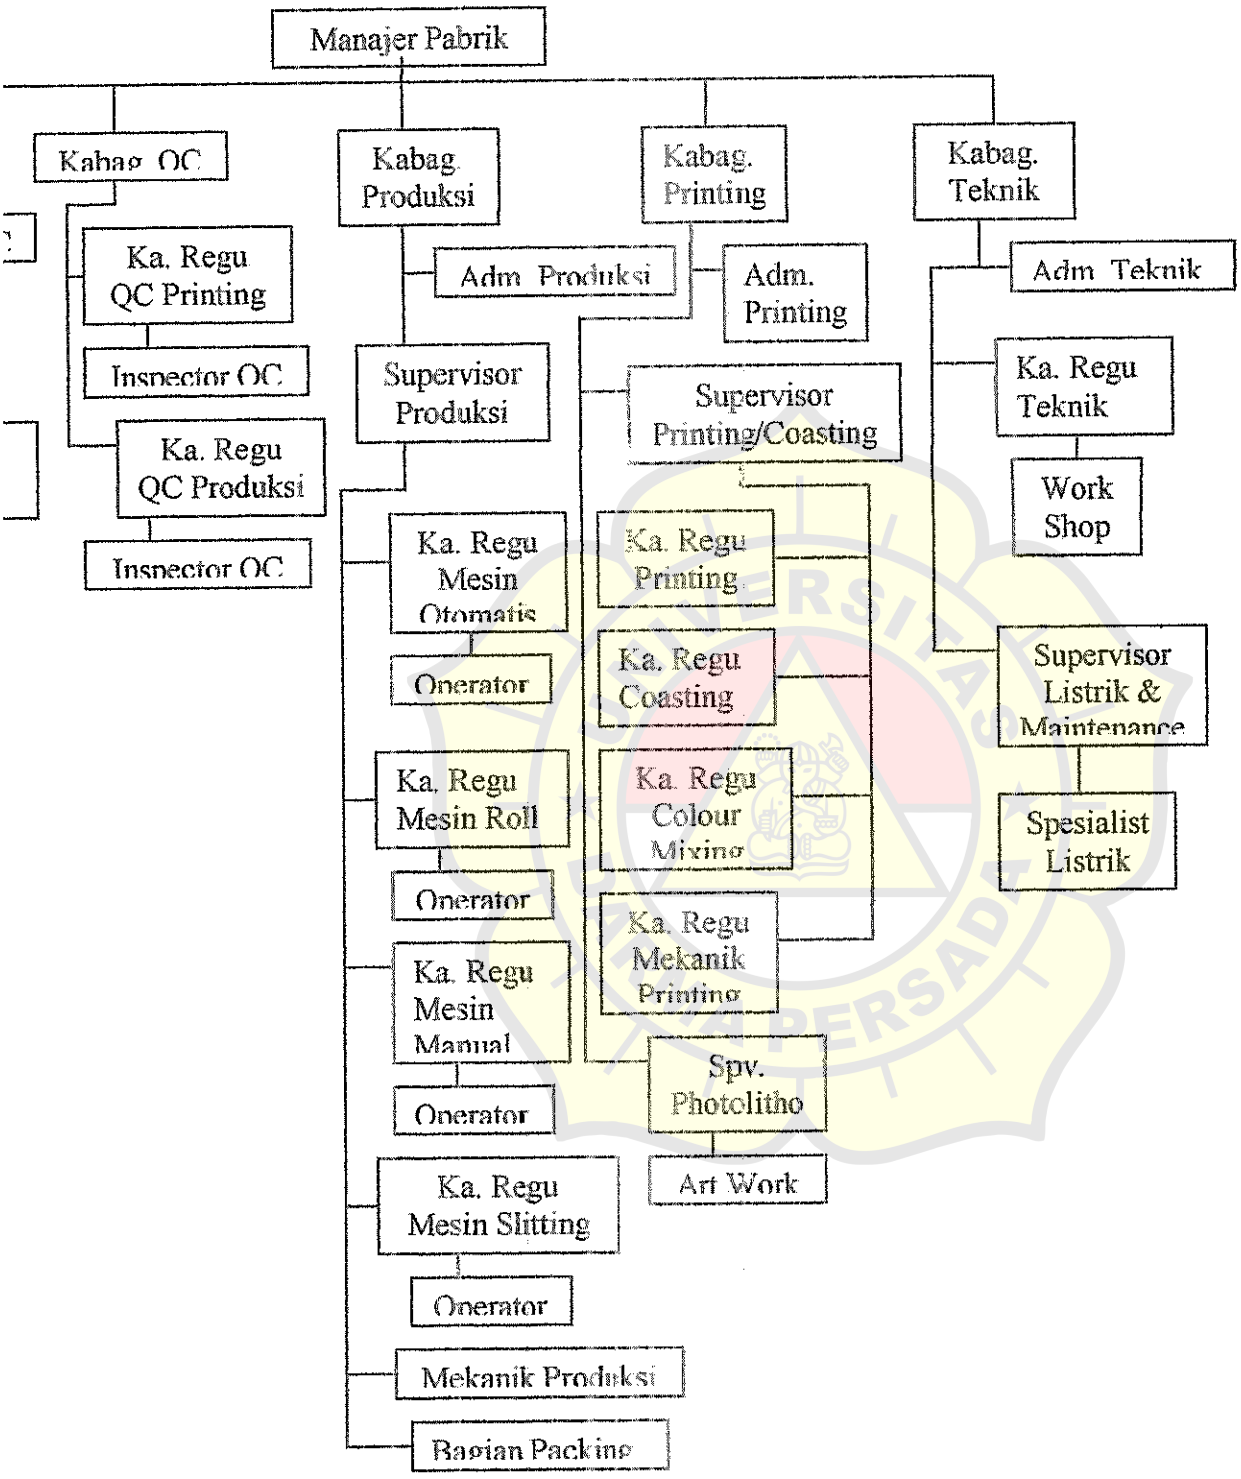 Manajer Pabrik
Kabag. QC
Ka. Regu
QC Printing
Inspector QC
Ka. Regu
QC Produksi
Inspector QC
Kabag.
Produksi
Adm. Produksi
Supervisor
Produksi
Ka. Regu
Mesin
Otomatis
Operator
Ka. Regu
Mesin Roll
Operator
Ka. Regu
Mesin
Manual
Operator
Ka. Regu
Mesin Slitting
Operator
Mekanik Produksi
Bagian Packing
Kabag.
Printing
Adm.
Printing
Supervisor
Printing/Coasting
Ka. Regu
Printing
Ka. Regu
Coasting
Ka. Regu
Colour
Mixing
Ka. Regu
Mekanik
Printing
Spv.
Photolitho
Art Work
Kabag.
Teknik
Adm. Teknik
Ka. Regu
Teknik
Work
Shop
Supervisor
Listrik &
Maintenance
Spesialist
Listrik
UNIVERSITAS
DARMA PERSADA